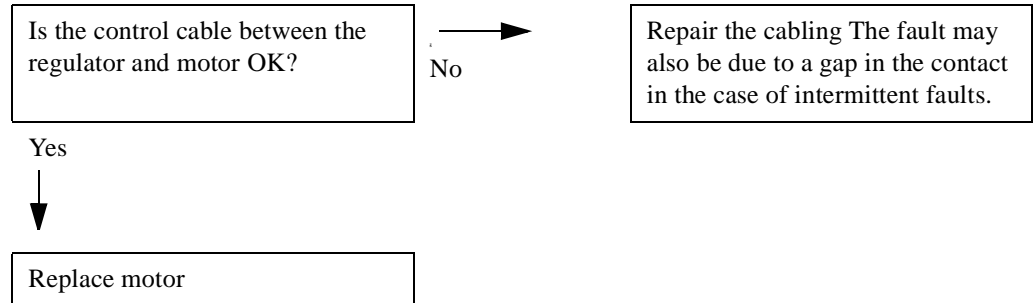 Is the control cable between the
regulator and motor OK?
No
Repair the cabling The fault may
also be due to a gap in the contact
in the case of intermittent faults.
Yes
Replace motor